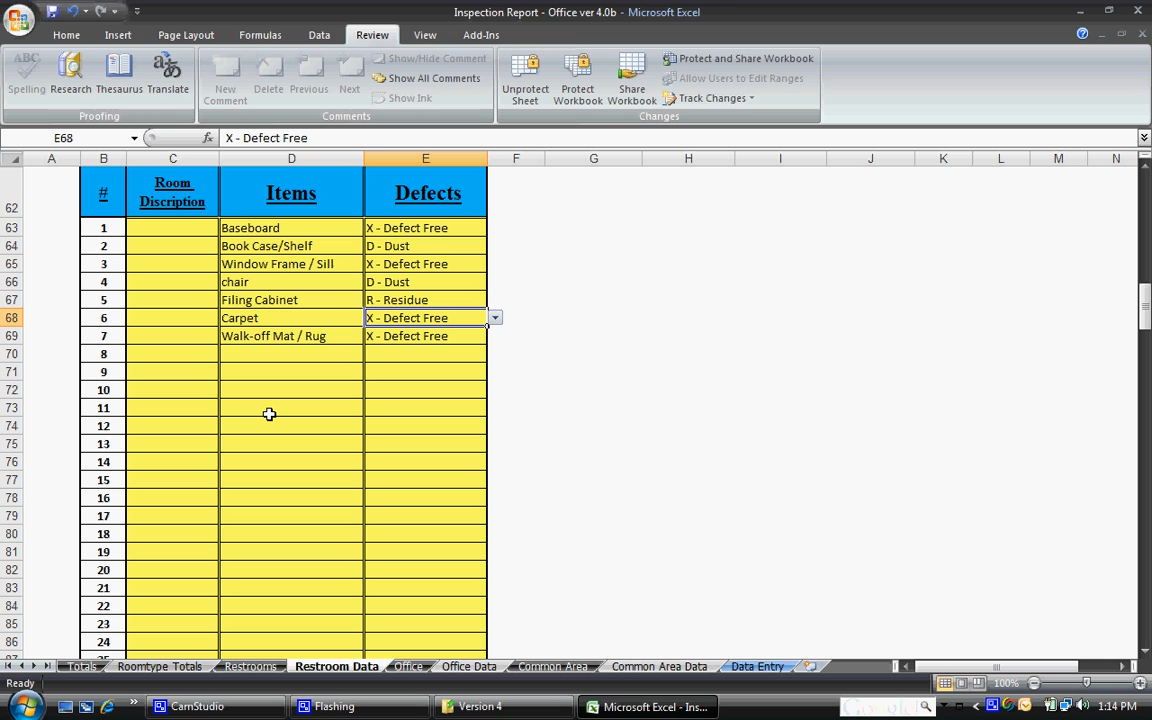 Inspection Report - Office ver 4.0b - Microsoft Excel
Home Insert Page Layout Formulas Data Review View Add-Ins
ABC
Spelling Research Thesaurus Translate
Proofing
New Comment Delete Previous Next
Show/Hide Comment
Show All Comments
Show Ink
Comments
Unprotect Sheet Protect Workbook Share Workbook
Protect and Share Workbook
Allow Users to Edit Ranges
Track Changes
Changes
E68 fx X - Defect Free
A B C D E F G H I J K L M N
62 # Room Discription Items Defects
63 1 Baseboard X - Defect Free
64 2 Book Case/Shelf D - Dust
65 3 Window Frame / Sill X - Defect Free
66 4 chair D - Dust
67 5 Filing Cabinet R - Residue
68 6 Carpet X - Defect Free
69 7 Walk-off Mat / Rug X - Defect Free
70 8
71 9
72 10
73 11
74 12
75 13
76 14
77 15
78 16
79 17
80 18
81 19
82 20
83 21
84 22
85 23
86 24
Totals Roomtype Totals Restrooms Restroom Data Office Office Data Common Area Common Area Data Data Entry
Ready 100%
CamStudio Flashing Version 4 Microsoft Excel - Ins... Google 1:14 PM